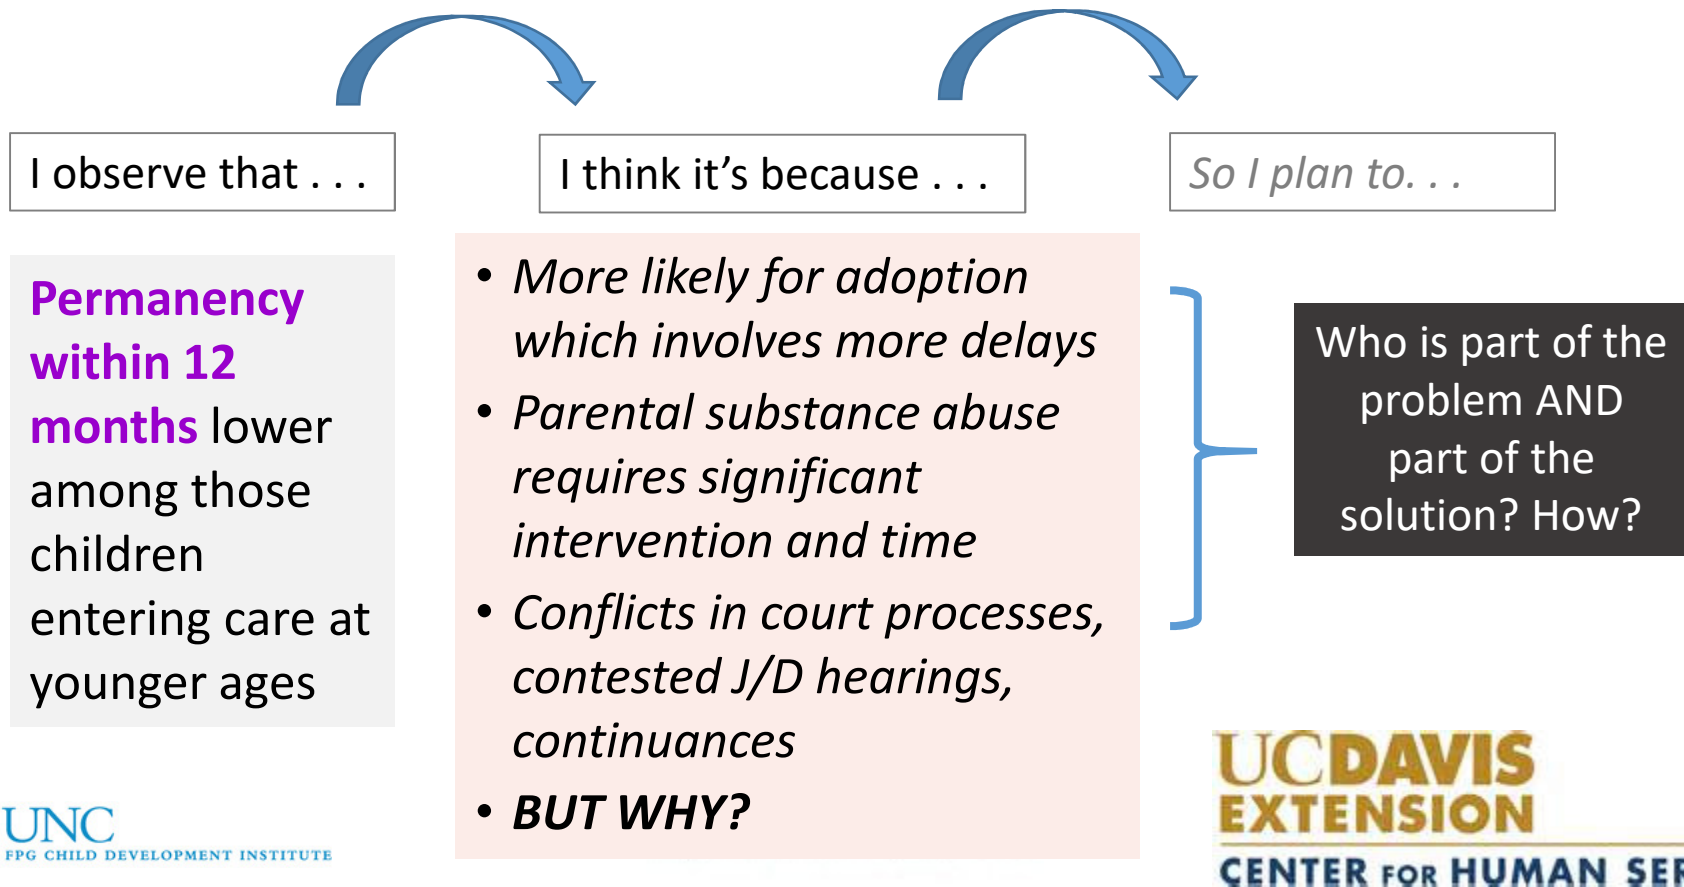 I observe that . . .
I think it's because . . .
So I plan to. . .
Permanency
within 12
months lower
among those
children
entering care at
younger ages
• More likely for adoption
which involves more delays
• Parental substance abuse
requires significant
intervention and time
• Conflicts in court processes,
contested J/D hearings,
continuances
• BUT WHY?
Who is part of the
problem AND
part of the
solution? How?
UNC
FPG CHILD DEVELOPMENT INSTITUTE
UCDAVIS
EXTENSION
CENTER FOR HUMAN SER